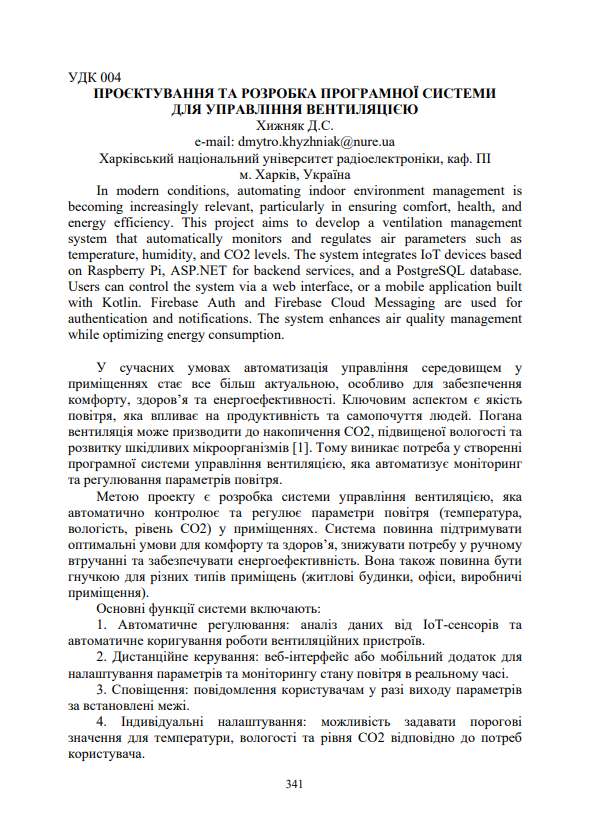 УДК 004
ПРОЄКТУВАННЯ ТА РОЗРОБКА ПРОГРАМНОЇ СИСТЕМИ
ДЛЯ УПРАВЛІННЯ ВЕНТИЛЯЦІЄЮ
Хижняк Д.С.
e-mail: dmytro.khyzhniak@nure.ua
Харківський національний університет радіоелектроніки, каф. ПІ
м. Харків, Україна
In modern conditions, automating indoor environment management is
becoming increasingly relevant, particularly in ensuring comfort, health, and
energy efficiency. This project aims to develop a ventilation management
system that automatically monitors and regulates air parameters such as
temperature, humidity, and CO2 levels. The system integrates IoT devices based
on Raspberry Pi, ASP.NET for backend services, and a PostgreSQL database.
Users can control the system via a web interface, or a mobile application built
with Kotlin. Firebase Auth and Firebase Cloud Messaging are used for
authentication and notifications. The system enhances air quality management
while optimizing energy consumption.
У сучасних умовах автоматизація управління середовищем у
приміщеннях стає все більш актуальною, особливо для забезпечення
комфорту, здоров’я та енергоефективності. Ключовим аспектом є якість
повітря, яка впливає на продуктивність та самопочуття людей. Погана
вентиляція може призводити до накопичення CO2, підвищеної вологості та
розвитку шкідливих мікроорганізмів [1]. Тому виникає потреба у створенні
програмної системи управління вентиляцією, яка автоматизує моніторинг
та регулювання параметрів повітря.
Метою проекту є розробка системи управління вентиляцією, яка
автоматично контролює та регулює параметри повітря (температура,
вологість, рівень CO2) у приміщеннях. Система повинна підтримувати
оптимальні умови для комфорту та здоров’я, знижувати потребу у ручному
втручанні та забезпечувати енергоефективність. Вона також повинна бути
гнучкою для різних типів приміщень (житлові будинки, офіси, виробничі
приміщення).
Основні функції системи включають:
1. Автоматичне регулювання: аналіз даних від IoT-сенсорів та
автоматичне коригування роботи вентиляційних пристроїв.
2. Дистанційне керування: веб-інтерфейс або мобільний додаток для
налаштування параметрів та моніторингу стану повітря в реальному часі.
3. Сповіщення: повідомлення користувачам у разі виходу параметрів
за встановлені межі.
4. Індивідуальні налаштування: можливість задавати порогові
значення для температури, вологості та рівня CO2 відповідно до потреб
користувача.
341